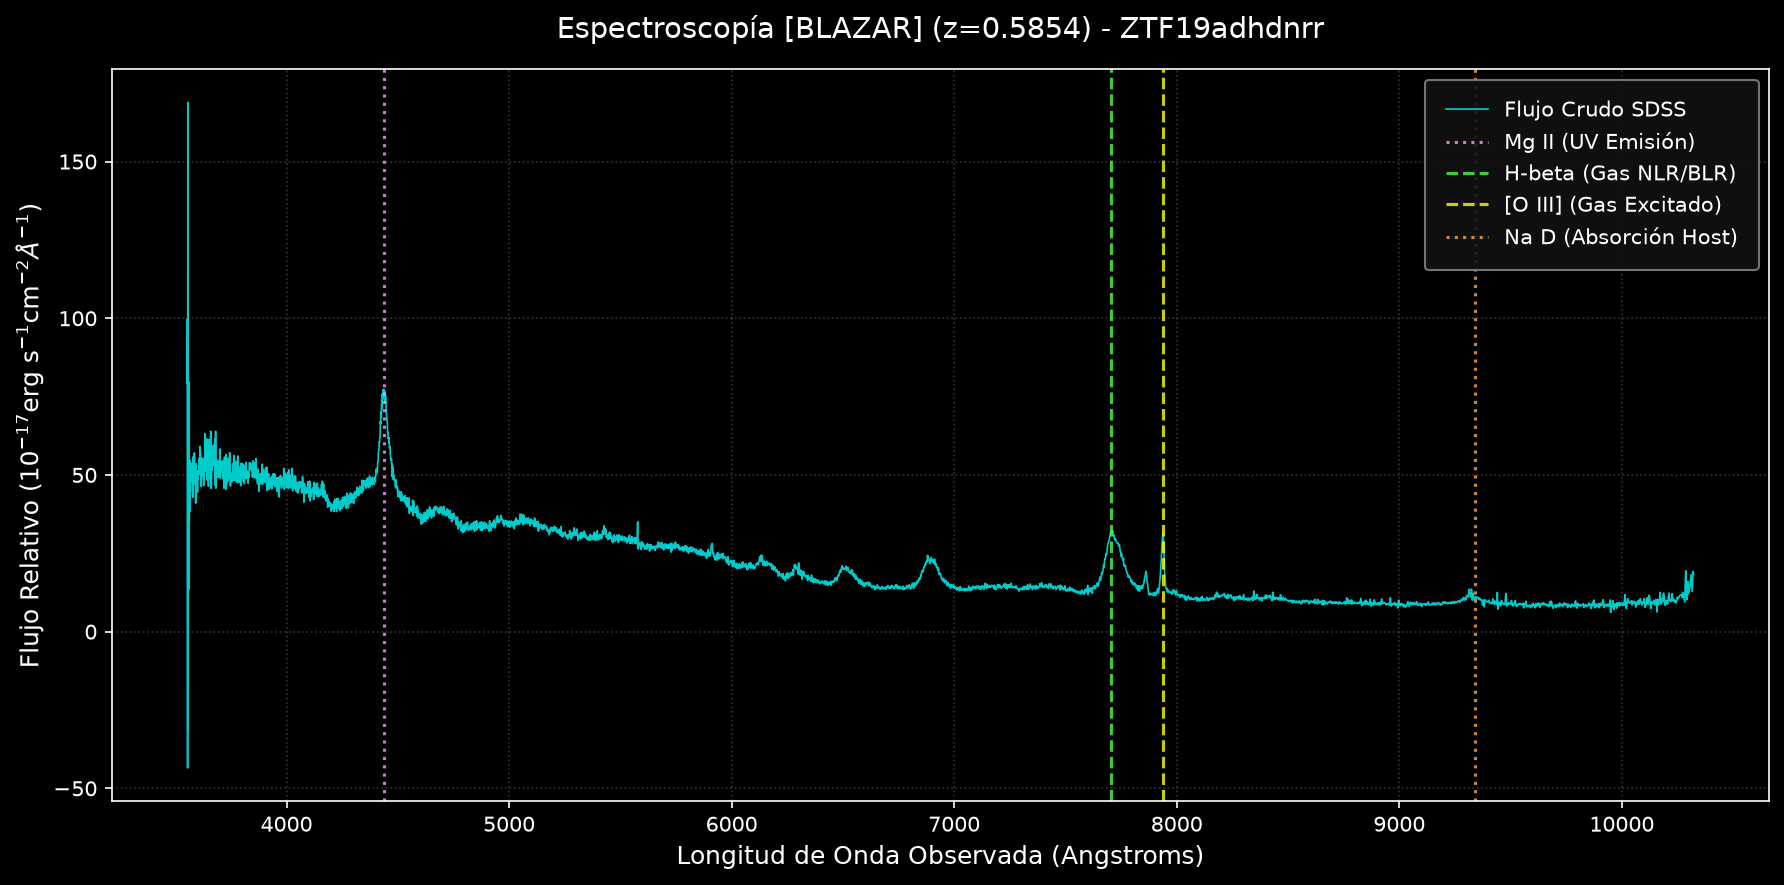 Espectroscopía [BLAZAR] (z=0.5854) - ZTF19adhdnrr
Flujo Crudo SDSS
Mg II (UV Emisión)
H-beta (Gas NLR/BLR)
[O III] (Gas Excitado)
Na D (Absorción Host)
Flujo Relativo (10⁻¹⁷erg s⁻¹cm⁻²Å⁻¹)
150
100
50
0
−50
4000 5000 6000 7000 8000 9000 10000
Longitud de Onda Observada (Angstroms)